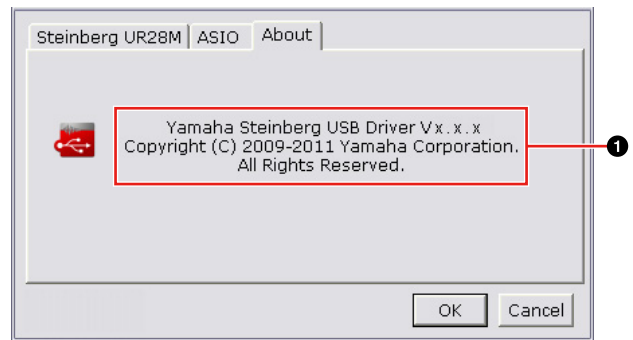 Steinberg UR28M ASIO About
Yamaha Steinberg USB Driver Vx.x.x
Copyright (C) 2009-2011 Yamaha Corporation.
All Rights Reserved.
1
OK Cancel